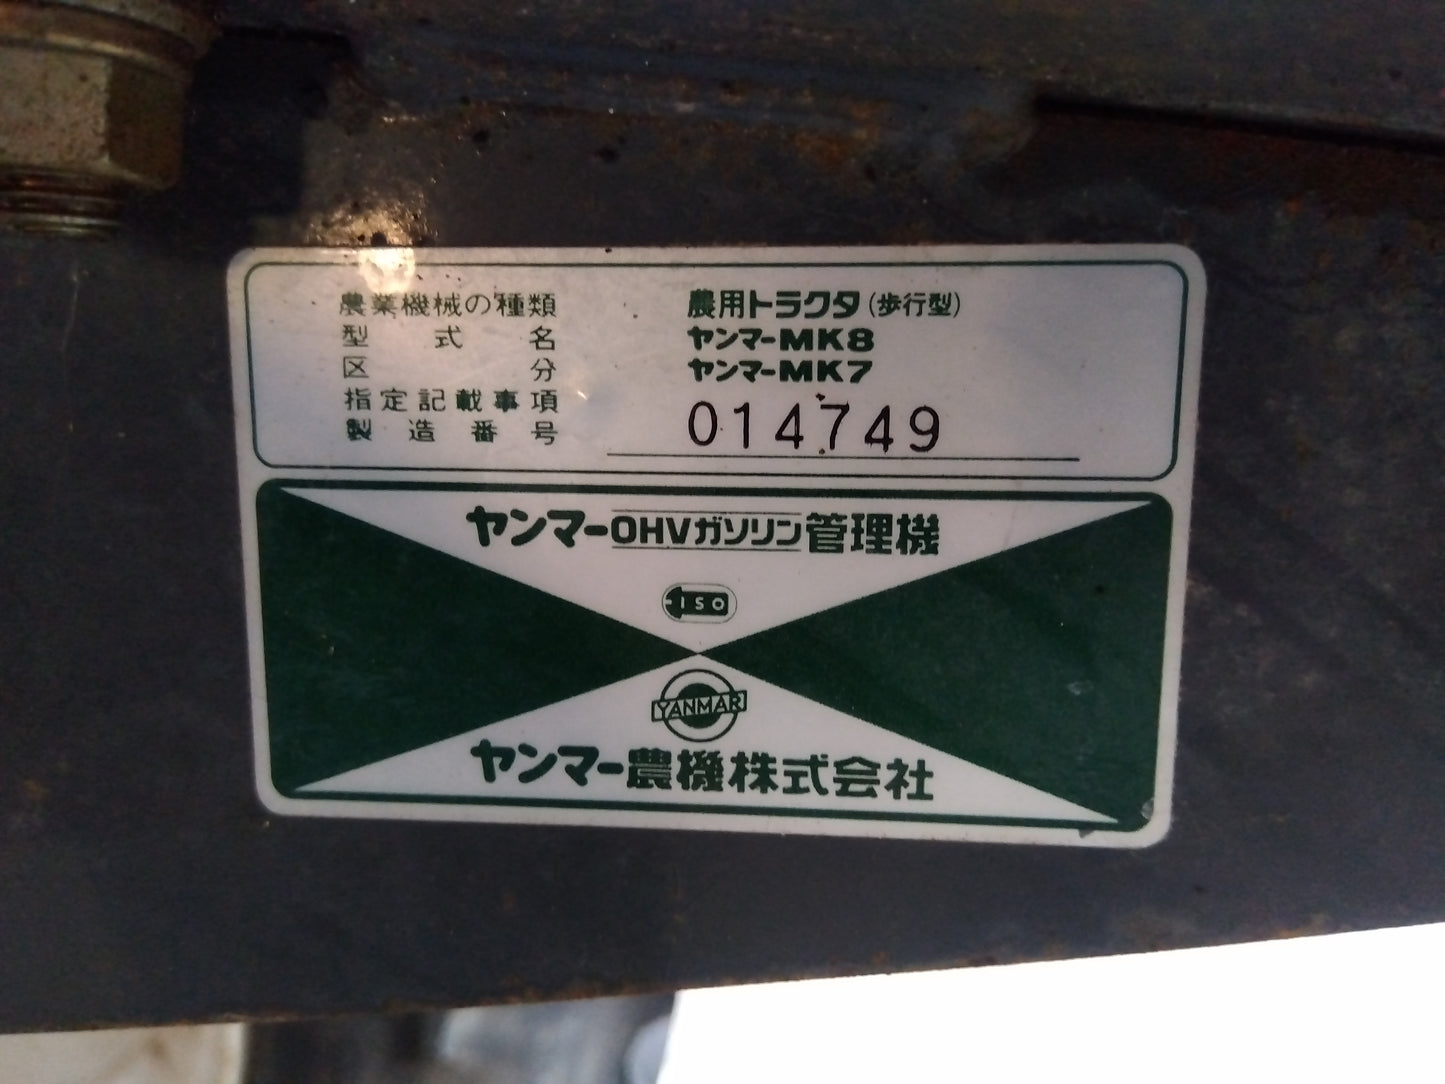 農業機械の種類 農用トラクタ(歩行型)
型式名 ヤンマーMK8
区分 ヤンマーMK7
指定記載事項
製造番号 014749
ヤンマーOHVガソリン管理機
ISO
YANMAR
ヤンマー農機株式会社